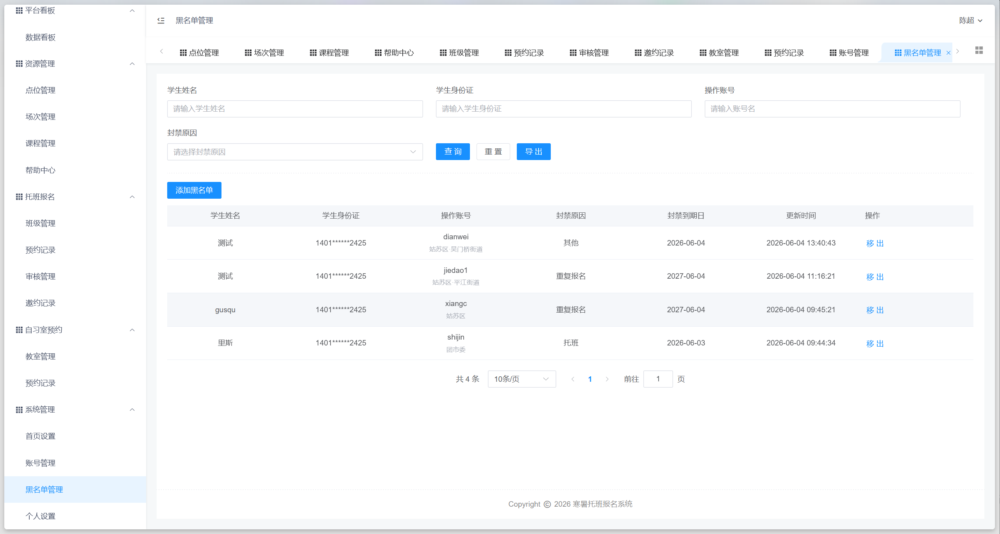 平台看板
数据看板
资源管理
点位管理
场次管理
课程管理
帮助中心
托班报名
班级管理
预约记录
审核管理
邀约记录
自习室预约
教室管理
预约记录
系统管理
首页设置
账号管理
黑名单管理
个人设置
黑名单管理 陈超
点位管理 场次管理 课程管理 帮助中心 班级管理 预约记录 审核管理 邀约记录 教室管理 预约记录 账号管理 黑名单管理
学生姓名 学生身份证 操作账号
请输入学生姓名 请输入学生身份证 请输入账号名
封禁原因
请选择封禁原因 查 询 重 置 导 出
添加黑名单
学生姓名 学生身份证 操作账号 封禁原因 封禁到期日 更新时间 操作
测试 1401******2425 dianwei 其他 2026-06-04 2026-06-04 13:40:43 移 出
姑苏区·吴门桥街道
测试 1401******2425 jiedao1 重复报名 2027-06-04 2026-06-04 11:16:21 移 出
姑苏区·平江街道
gusqu 1401******2425 xiangc 重复报名 2027-06-04 2026-06-04 09:45:21 移 出
姑苏区
里斯 1401******2425 shijin 托班 2026-06-03 2026-06-04 09:44:34 移 出
团市委
共 4 条 10条/页 1 前往 1 页
Copyright © 2026 寒暑托班报名系统